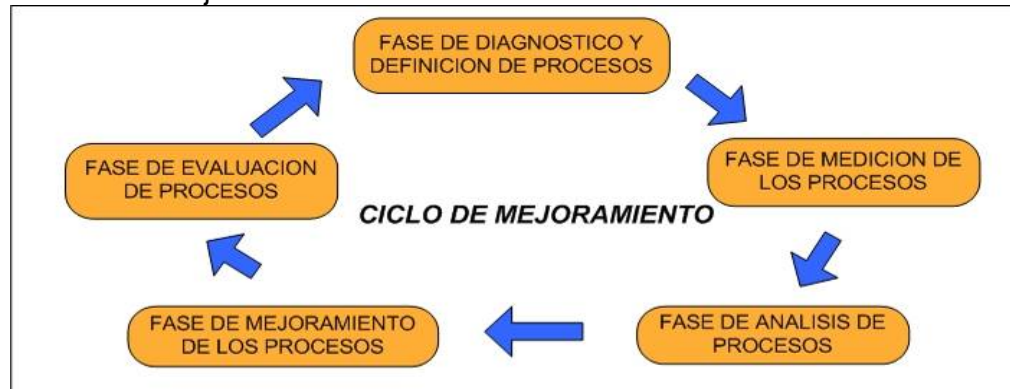 FASE DE DIAGNOSTICO Y
DEFINICION DE PROCESOS
FASE DE MEDICION DE
LOS PROCESOS
FASE DE ANALISIS DE
PROCESOS
FASE DE MEJORAMIENTO
DE LOS PROCESOS
FASE DE EVALUACION
DE PROCESOS
CICLO DE MEJORAMIENTO